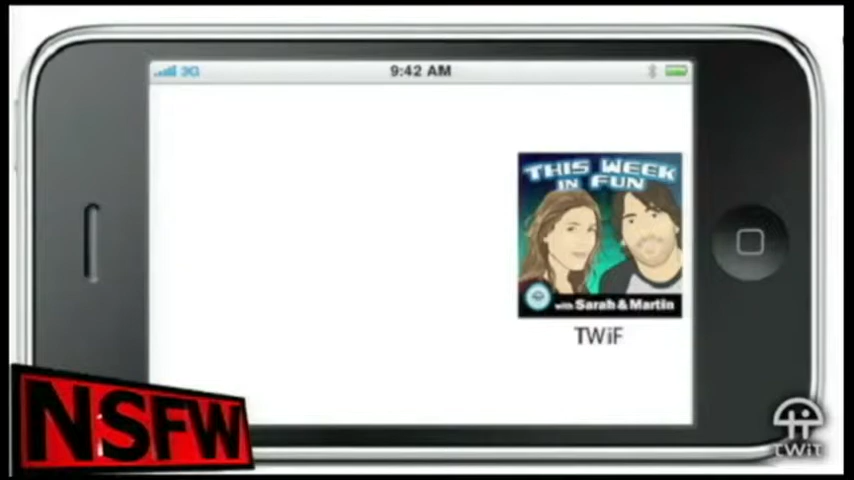 3G
9:42 AM
THIS WEEK
IN FUN
with Sarah & Martin
TWiF
NSFW
TWiT